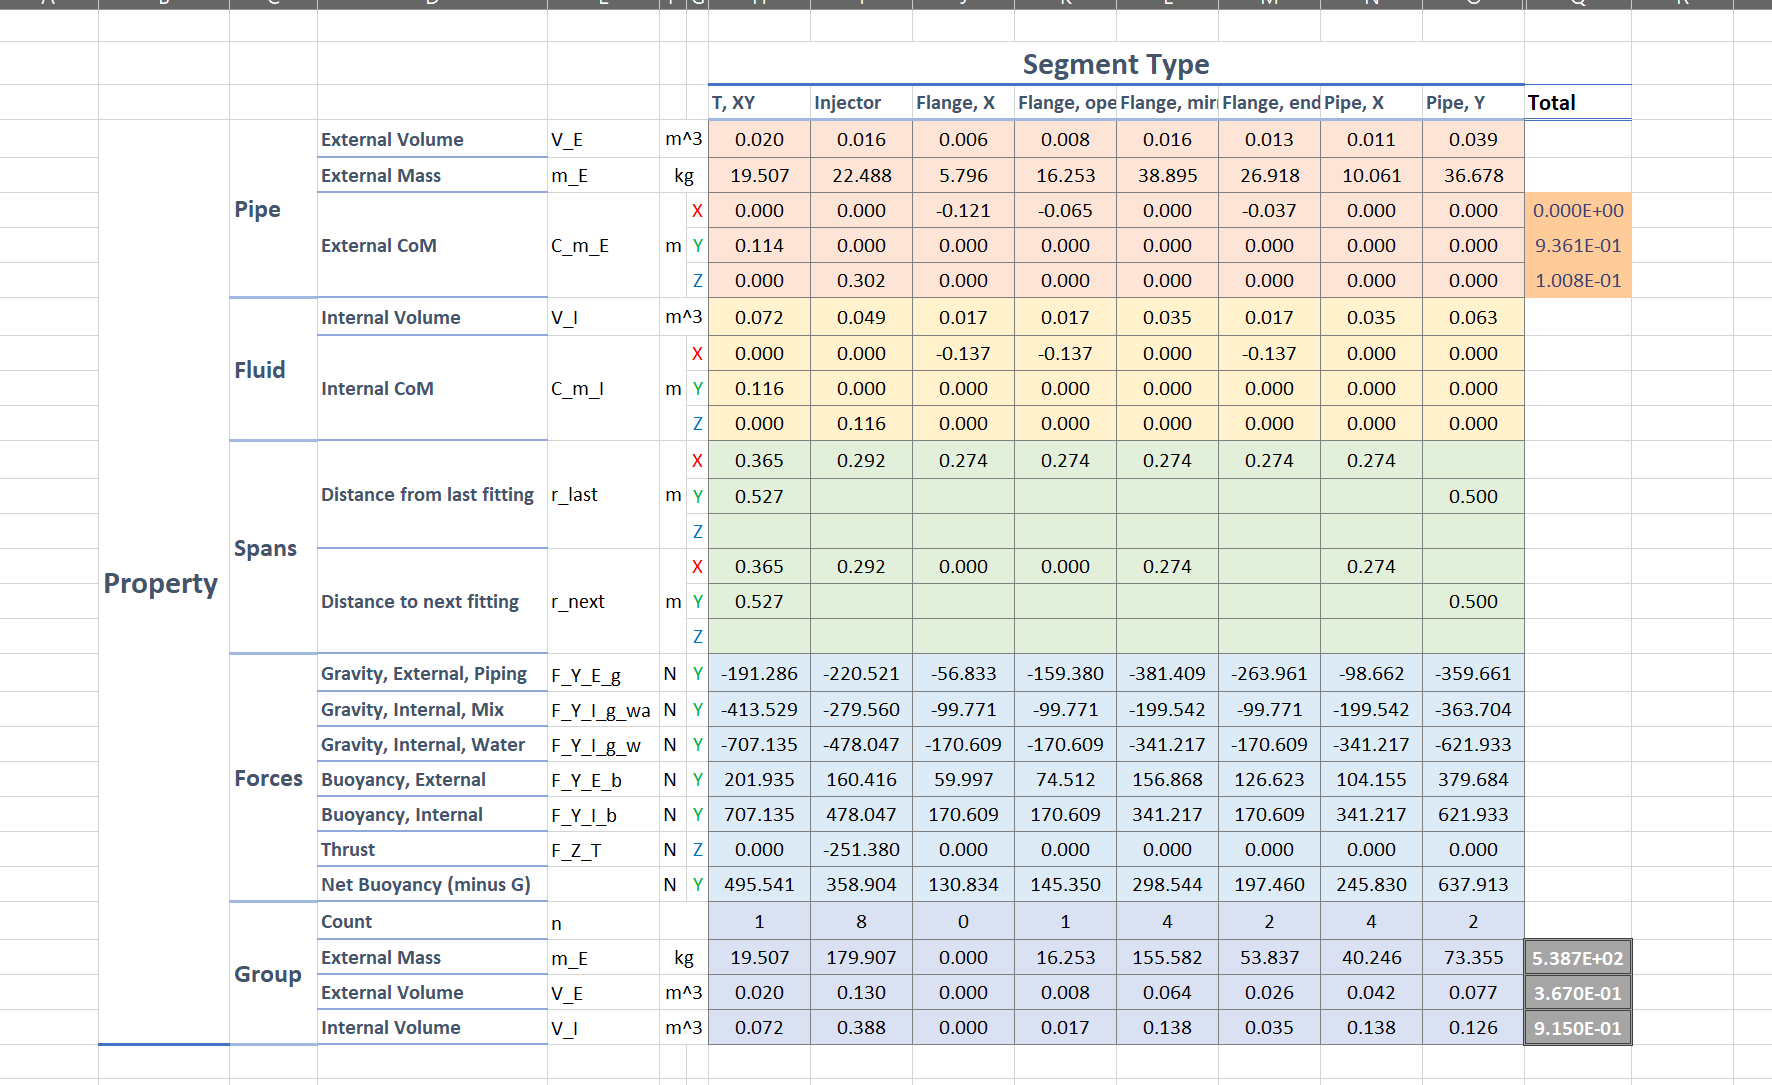 Segment Type
T, XY Injector Flange, X Flange, ope Flange, mir Flange, end Pipe, X Pipe, Y Total
External Volume V_E m^3 0.020 0.016 0.006 0.008 0.016 0.013 0.011 0.039
External Mass m_E kg 19.507 22.488 5.796 16.253 38.895 26.918 10.061 36.678
Pipe
X 0.000 0.000 -0.121 -0.065 0.000 -0.037 0.000 0.000 0.000E+00
External CoM C_m_E m Y 0.114 0.000 0.000 0.000 0.000 0.000 0.000 0.000 9.361E-01
Z 0.000 0.302 0.000 0.000 0.000 0.000 0.000 0.000 1.008E-01
Internal Volume V_I m^3 0.072 0.049 0.017 0.017 0.035 0.017 0.035 0.063
X 0.000 0.000 -0.137 -0.137 0.000 -0.137 0.000 0.000
Fluid
Internal CoM C_m_I m Y 0.116 0.000 0.000 0.000 0.000 0.000 0.000 0.000
Z 0.000 0.116 0.000 0.000 0.000 0.000 0.000 0.000
X 0.365 0.292 0.274 0.274 0.274 0.274 0.274
Distance from last fitting r_last m Y 0.527 0.500
Z
Spans
X 0.365 0.292 0.000 0.000 0.274 0.274
Property
Distance to next fitting r_next m Y 0.527 0.500
Z
Gravity, External, Piping F_Y_E_g N Y -191.286 -220.521 -56.833 -159.380 -381.409 -263.961 -98.662 -359.661
Gravity, Internal, Mix F_Y_I_g_wa N Y -413.529 -279.560 -99.771 -99.771 -199.542 -99.771 -199.542 -363.704
Gravity, Internal, Water F_Y_I_g_w N Y -707.135 -478.047 -170.609 -170.609 -341.217 -170.609 -341.217 -621.933
Forces Buoyancy, External F_Y_E_b N Y 201.935 160.416 59.997 74.512 156.868 126.623 104.155 379.684
Buoyancy, Internal F_Y_I_b N Y 707.135 478.047 170.609 170.609 341.217 170.609 341.217 621.933
Thrust F_Z_T N Z 0.000 -251.380 0.000 0.000 0.000 0.000 0.000 0.000
Net Buoyancy (minus G) N Y 495.541 358.904 130.834 145.350 298.544 197.460 245.830 637.913
Count n 1 8 0 1 4 2 4 2
External Mass m_E kg 19.507 179.907 0.000 16.253 155.582 53.837 40.246 73.355 5.387E+02
Group
External Volume V_E m^3 0.020 0.130 0.000 0.008 0.064 0.026 0.042 0.077 3.670E-01
Internal Volume V_I m^3 0.072 0.388 0.000 0.017 0.138 0.035 0.138 0.126 9.150E-01